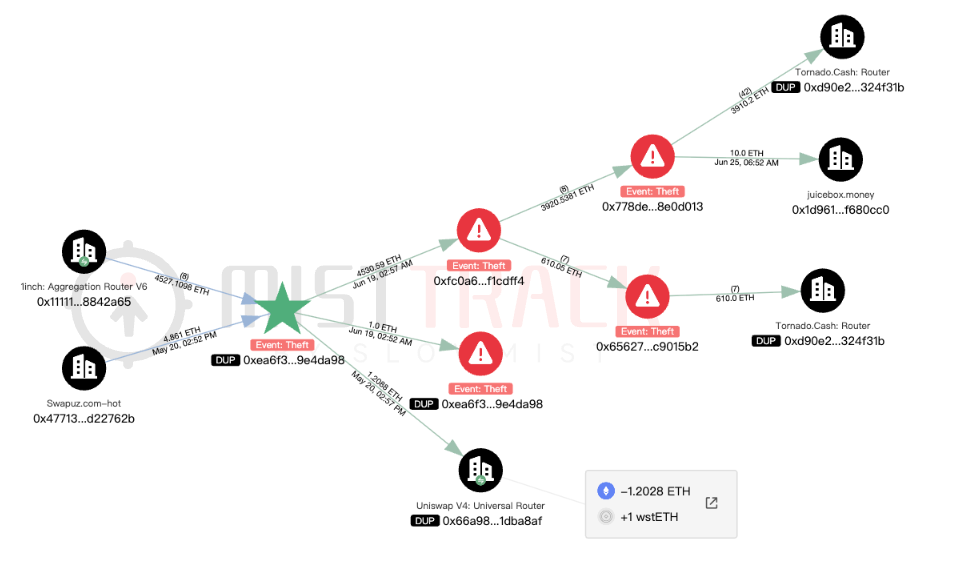 Tornado.Cash: Router
DUP 0xd90e2...324f31b
(42)
3910.2 ETH
10.0 ETH
Jun 25, 06:52 AM
juicebox.money
0x1d961...f680cc0
Event: Theft
0x778de...8e0d013
(8)
3920.5381 ETH
4530.59 ETH
Jun 19, 02:57 AM
Event: Theft
0xfc0a6...f1cdff4
(7)
610.05 ETH
Event: Theft
0x65627...c9015b2
(7)
610.0 ETH
Tornado.Cash: Router
DUP 0xd90e2...324f31b
(8)
4527.1098 ETH
1inch: Aggregation Router V6
0x11111...8842a65
MISTTRACK
SLOWMIST
4.861 ETH
May 20, 02:52 PM
Swapuz.com-hot
0x47713...d22762b
Event: Theft
DUP 0xea6f3...9e4da98
1.0 ETH
Jun 19, 02:52 AM
Event: Theft
DUP 0xea6f3...9e4da98
May 20, 02:57 PM
Uniswap V4: Universal Router
DUP 0x66a98...1dba8af
−1.2028 ETH
+1 wstETH